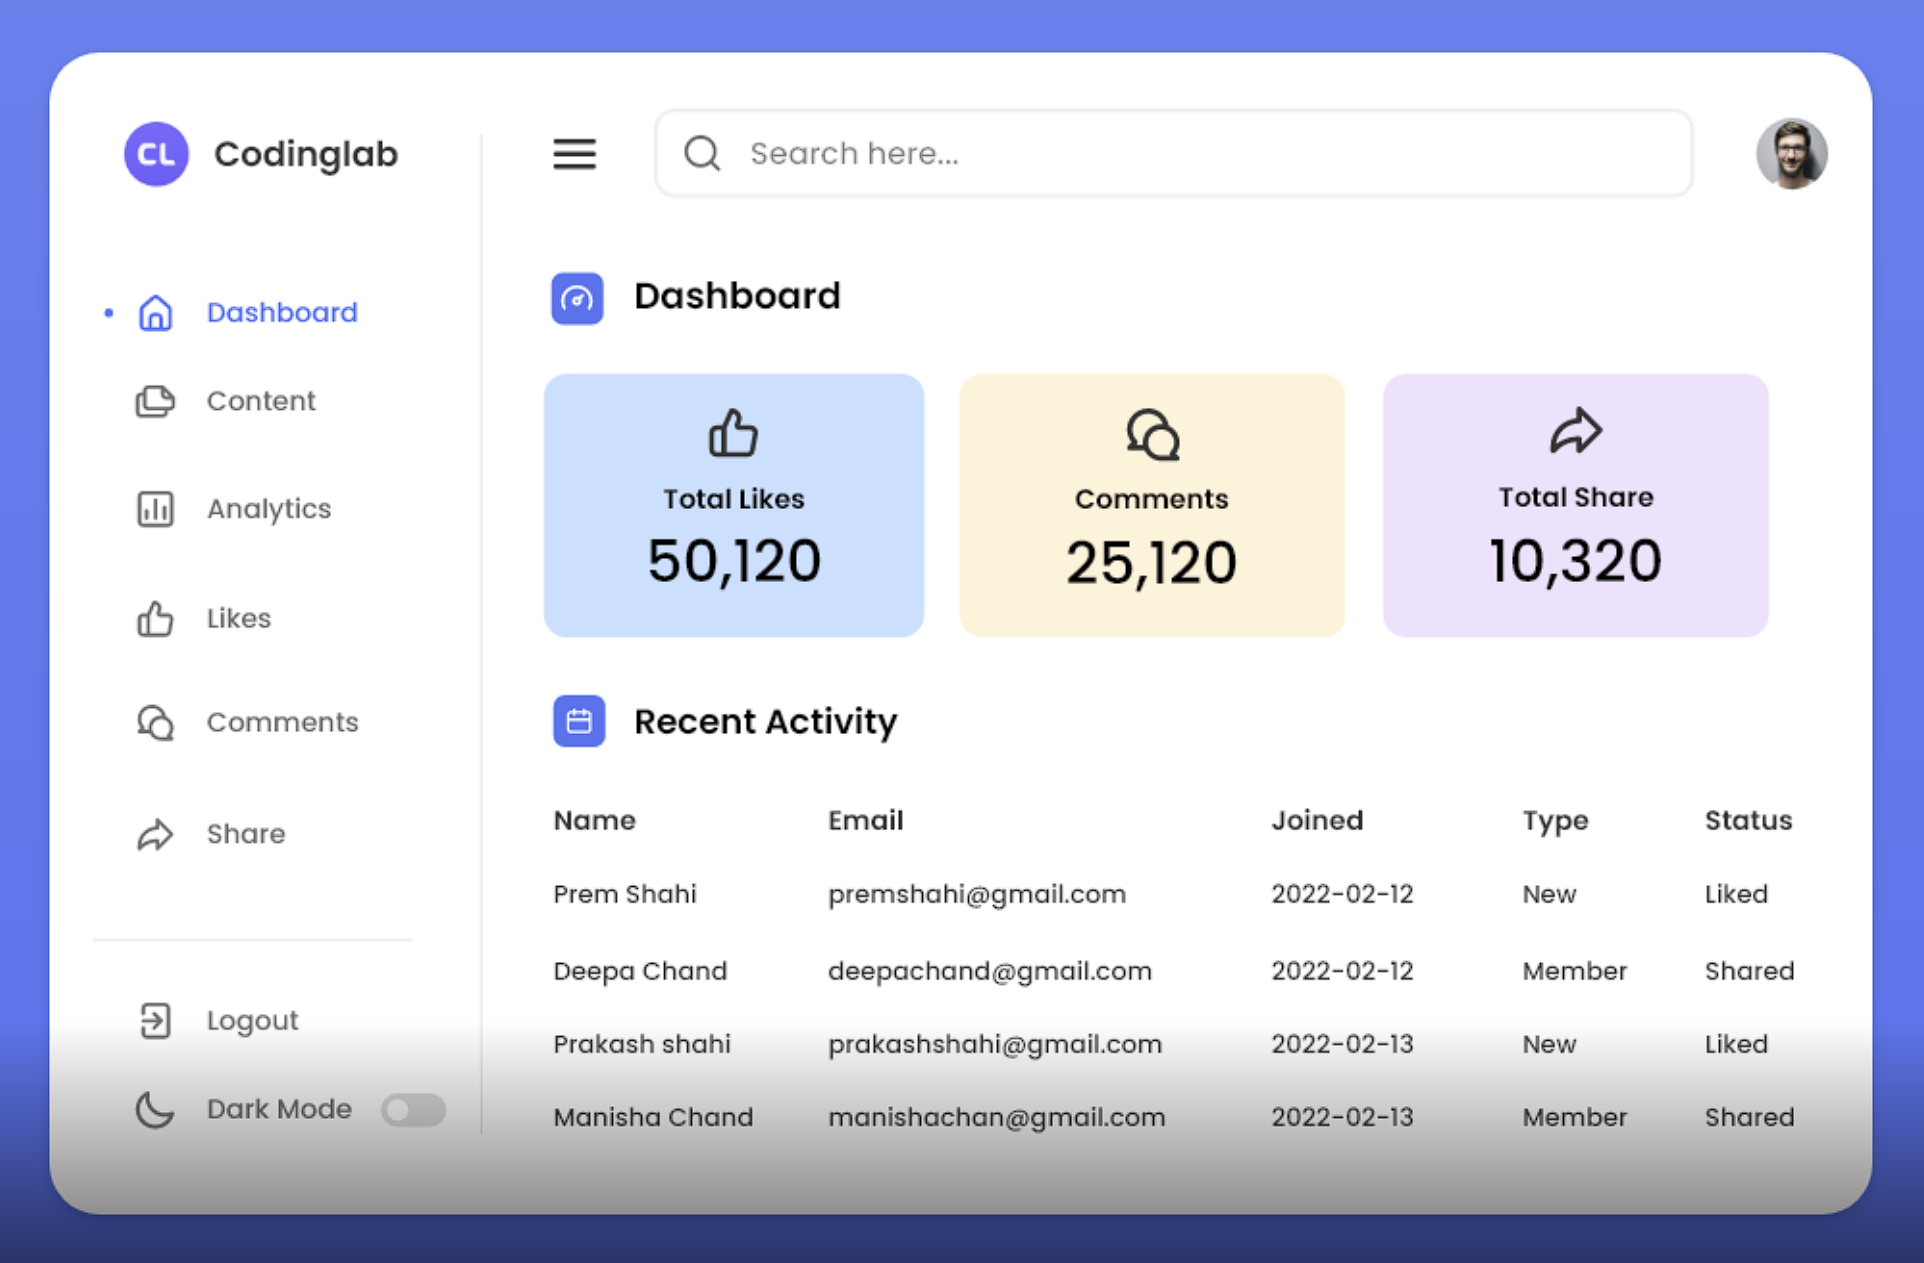 CL Codinglab
Search here...
Dashboard
Content
Analytics
Likes
Comments
Share
Logout
Dark Mode
Dashboard
Total Likes
50,120
Comments
25,120
Total Share
10,320
Recent Activity
Name Email Joined Type Status
Prem Shahi premshahi@gmail.com 2022-02-12 New Liked
Deepa Chand deepachand@gmail.com 2022-02-12 Member Shared
Prakash shahi prakashshahi@gmail.com 2022-02-13 New Liked
Manisha Chand manishachan@gmail.com 2022-02-13 Member Shared